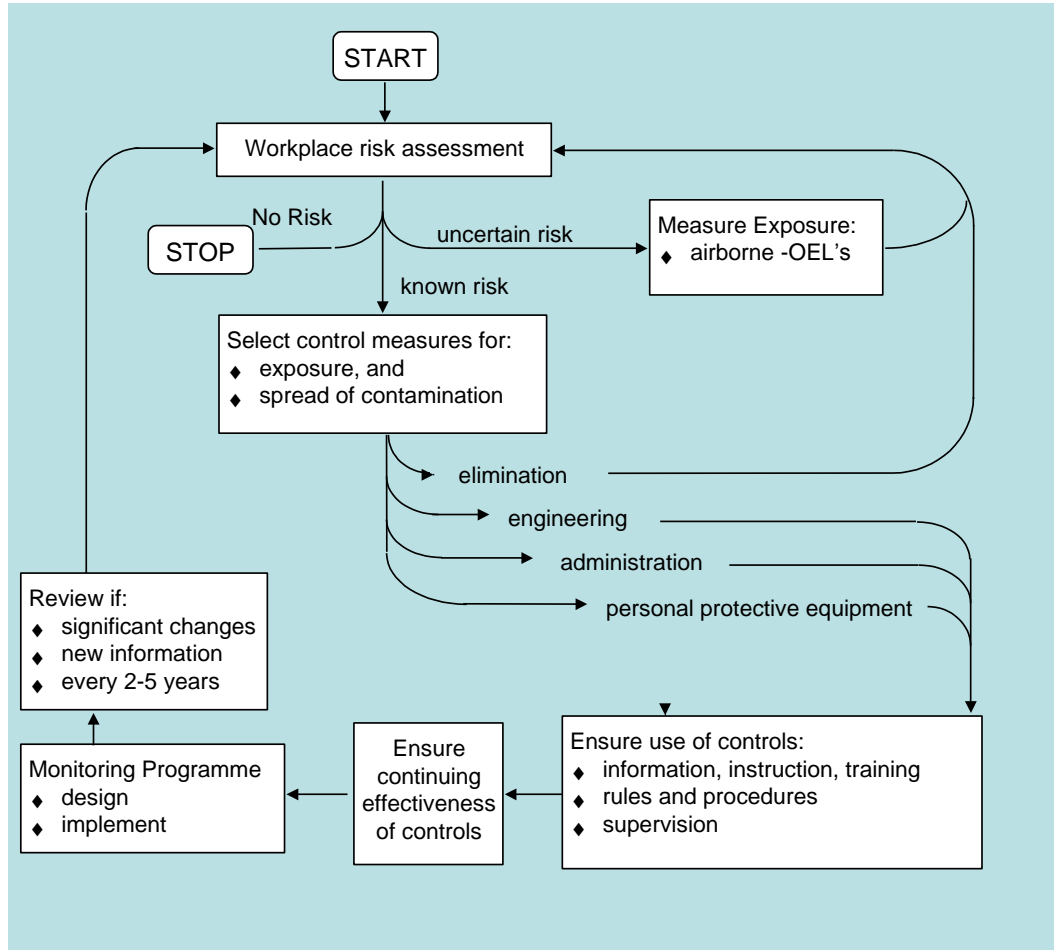 START
Workplace risk assessment
No Risk
STOP
uncertain risk
Measure Exposure:
♦ airborne -OEL's
known risk
Select control measures for:
♦ exposure, and
♦ spread of contamination
elimination
engineering
administration
personal protective equipment
Review if:
♦ significant changes
♦ new information
♦ every 2-5 years
Monitoring Programme
♦ design
♦ implement
Ensure
continuing
effectiveness
of controls
Ensure use of controls:
♦ information, instruction, training
♦ rules and procedures
♦ supervision